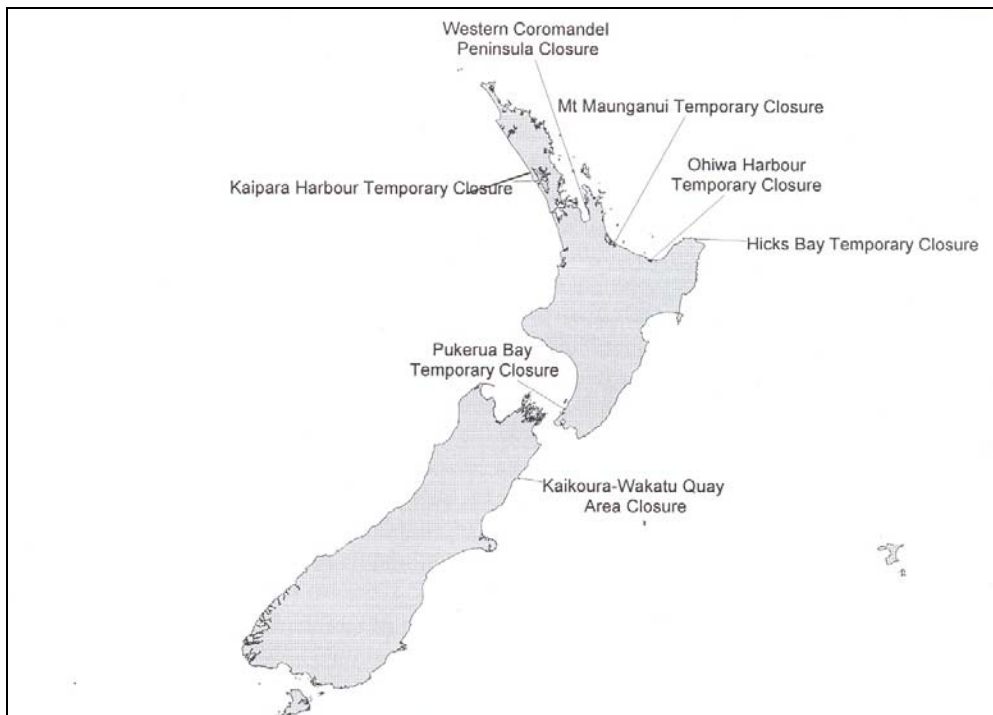 Western Coromandel
Peninsula Closure
Mt Maunganui Temporary Closure
Ohiwa Harbour
Temporary Closure
Kaipara Harbour Temporary Closure
Hicks Bay Temporary Closure
Pukerua Bay
Temporary Closure
Kaikoura-Wakatu Quay
Area Closure